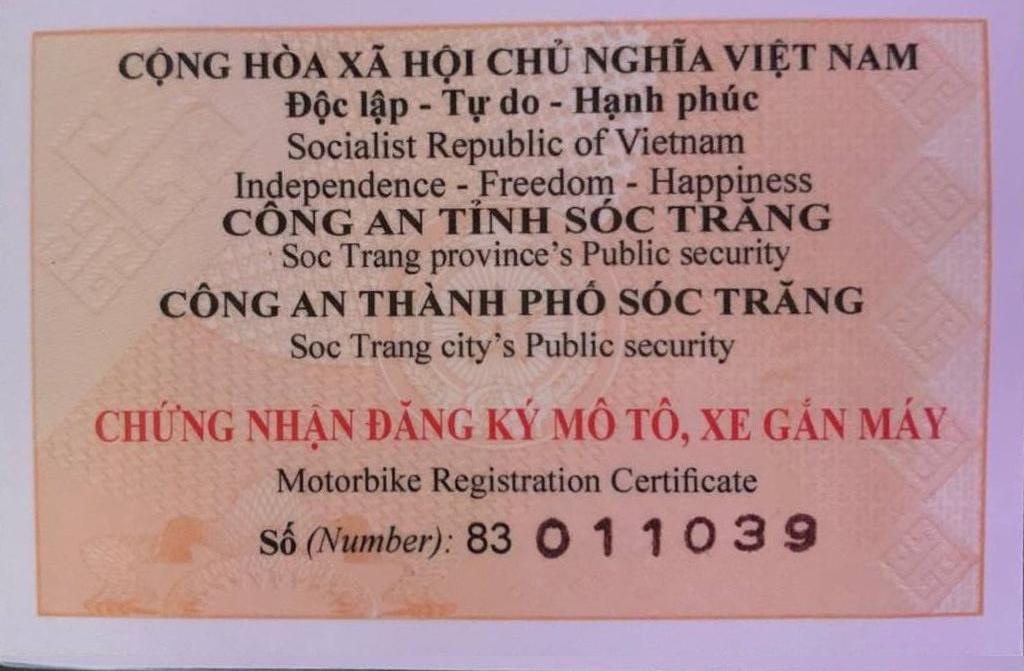 CỘNG HÒA XÃ HỘI CHỦ NGHĨA VIỆT NAM
Độc lập - Tự do - Hạnh phúc
Socialist Republic of Vietnam
Independence - Freedom - Happiness
CÔNG AN TỈNH SÓC TRĂNG
Soc Trang province's Public security
CÔNG AN THÀNH PHỐ SÓC TRĂNG
Soc Trang city's Public security
CHỨNG NHẬN ĐĂNG KÝ MÔ TÔ, XE GẮN MÁY
Motorbike Registration Certificate
Số (Number): 83 011039